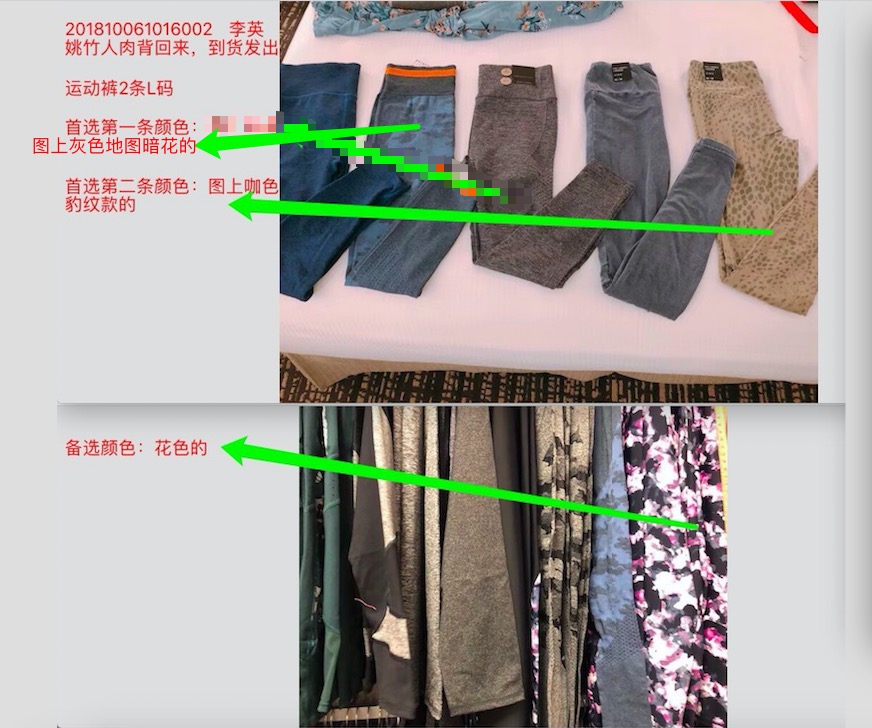 201810061016002 李英
姚竹人肉背回来，到货发出
运动裤2条L码
首选第一条颜色：
图上灰色地图暗花的
首选第二条颜色：图上咖色
豹纹款的
备选颜色：花色的